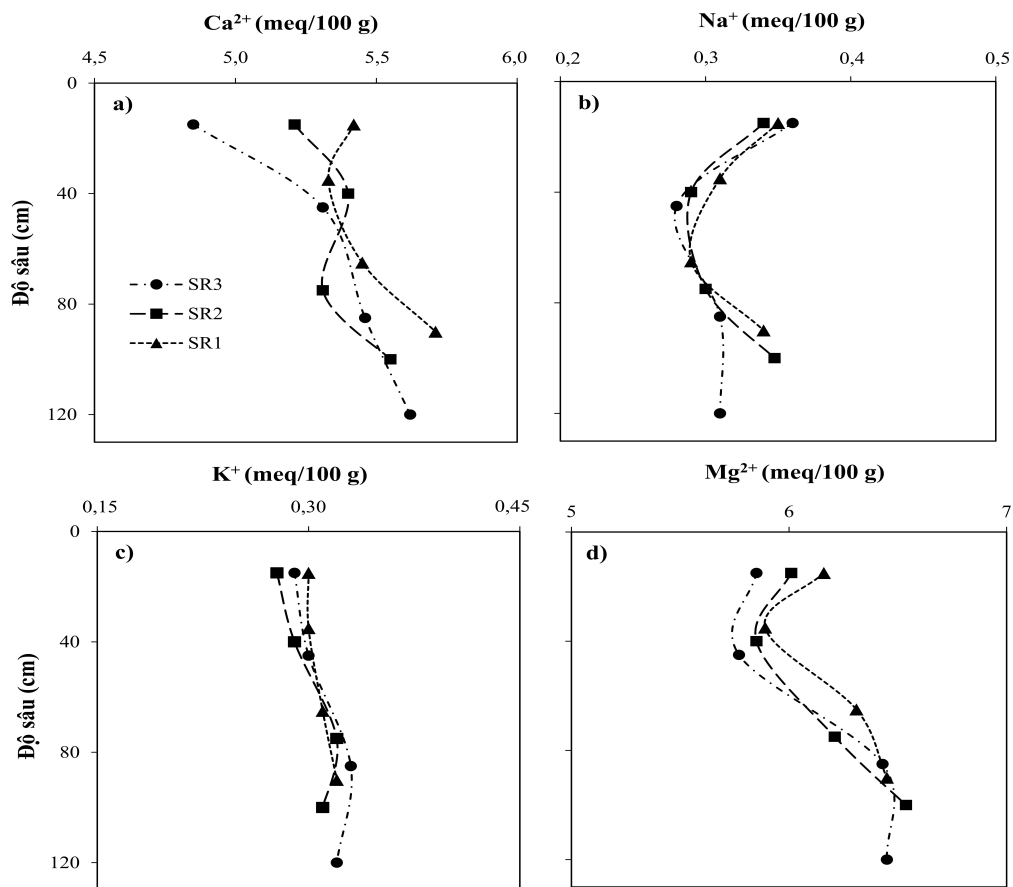 Ca²⁺ (meq/100 g)
4,5 5,0 5,5 6,0
a)
0
40
80
120
Độ sâu (cm)
SR3
SR2
SR1
Na⁺ (meq/100 g)
0,2 0,3 0,4 0,5
b)
K⁺ (meq/100 g)
0,15 0,30 0,45
c)
0
40
80
120
Độ sâu (cm)
Mg²⁺ (meq/100 g)
5 6 7
d)